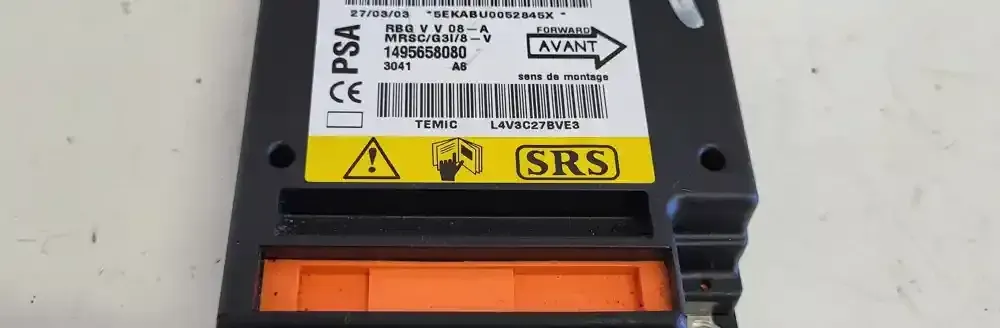 27/03/03 *5EKABU0052845X*
PSA
RBG V V 08-A
MRSC/G3I/8-V
1495658080
3041 A6
CE
FORWARD
AVANT
sens de montage
TEMIC L4V3C27BVE3
SRS